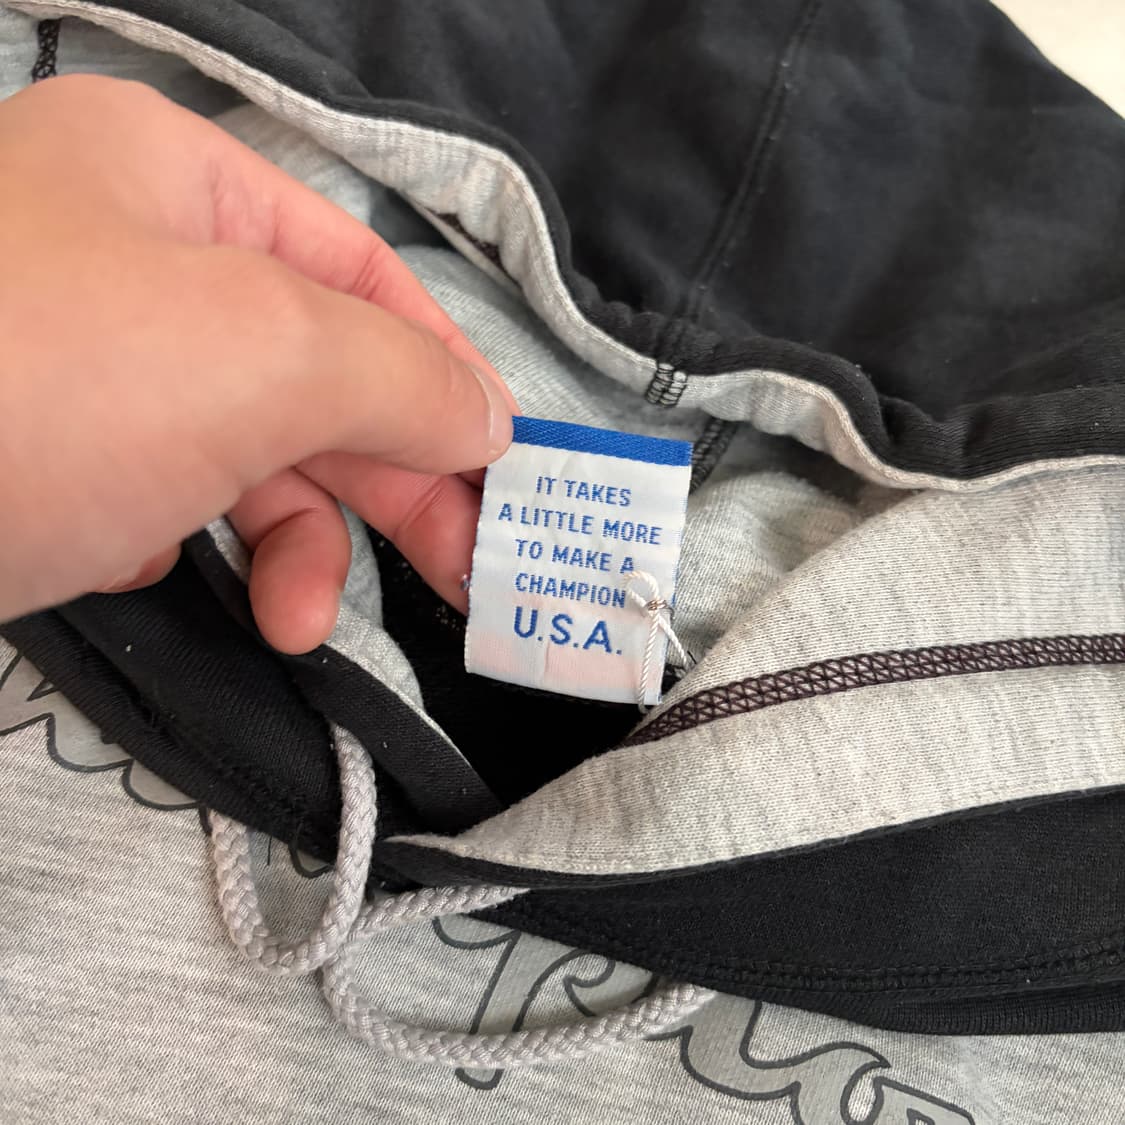 IT TAKES
A LITTLE MORE
TO MAKE A
CHAMPION
U.S.A.